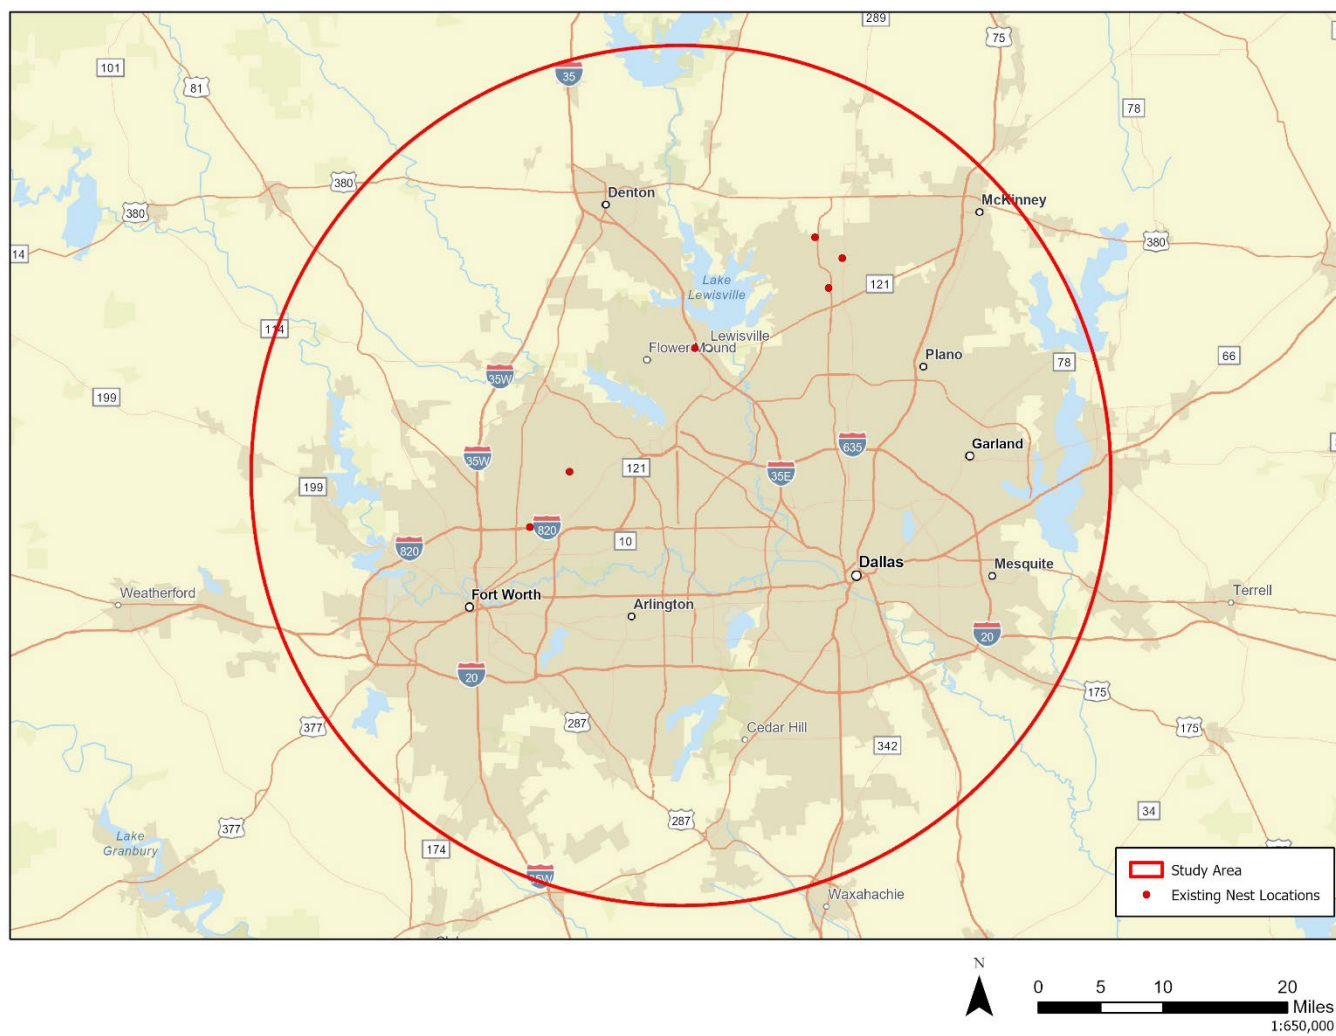 289
35
75
101
81
78
380
Denton
380
McKinney
380
380
14
Lake
Lewisville
121
114
Lewisville
Flower Mound
Plano
66
78
35W
199
635
Garland
35W
121
35E
199
820
10
820
Dallas
Mesquite
Weatherford
Fort Worth
Terrell
Arlington
20
20
175
377
287
175
Cedar Hill
342
34
287
377
Lake
Granbury
174
35W
Study Area
Existing Nest Locations
Waxahachie
N
0 5 10 20
Miles
1:650,000